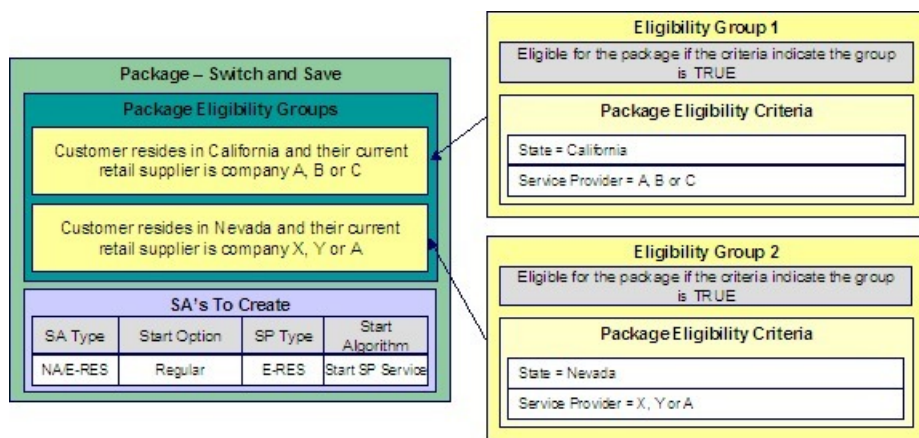 Package – Switch and Save
Package Eligibility Groups
Customer resides in California and their current
retail supplier is company A, B or C
Customer resides in Nevada and their current
retail supplier is company X, Y or A
SA's To Create
SA Type Start Option SP Type Start
Algorithm
NA/E-RES Regular E-RES Start SP Service
Eligibility Group 1
Eligible for the package if the criteria indicate the group
is TRUE
Package Eligibility Criteria
State = California
Service Provider = A, B or C
Eligibility Group 2
Eligible for the package if the criteria indicate the group
is TRUE
Package Eligibility Criteria
State = Nevada
Service Provider = X, Y or A